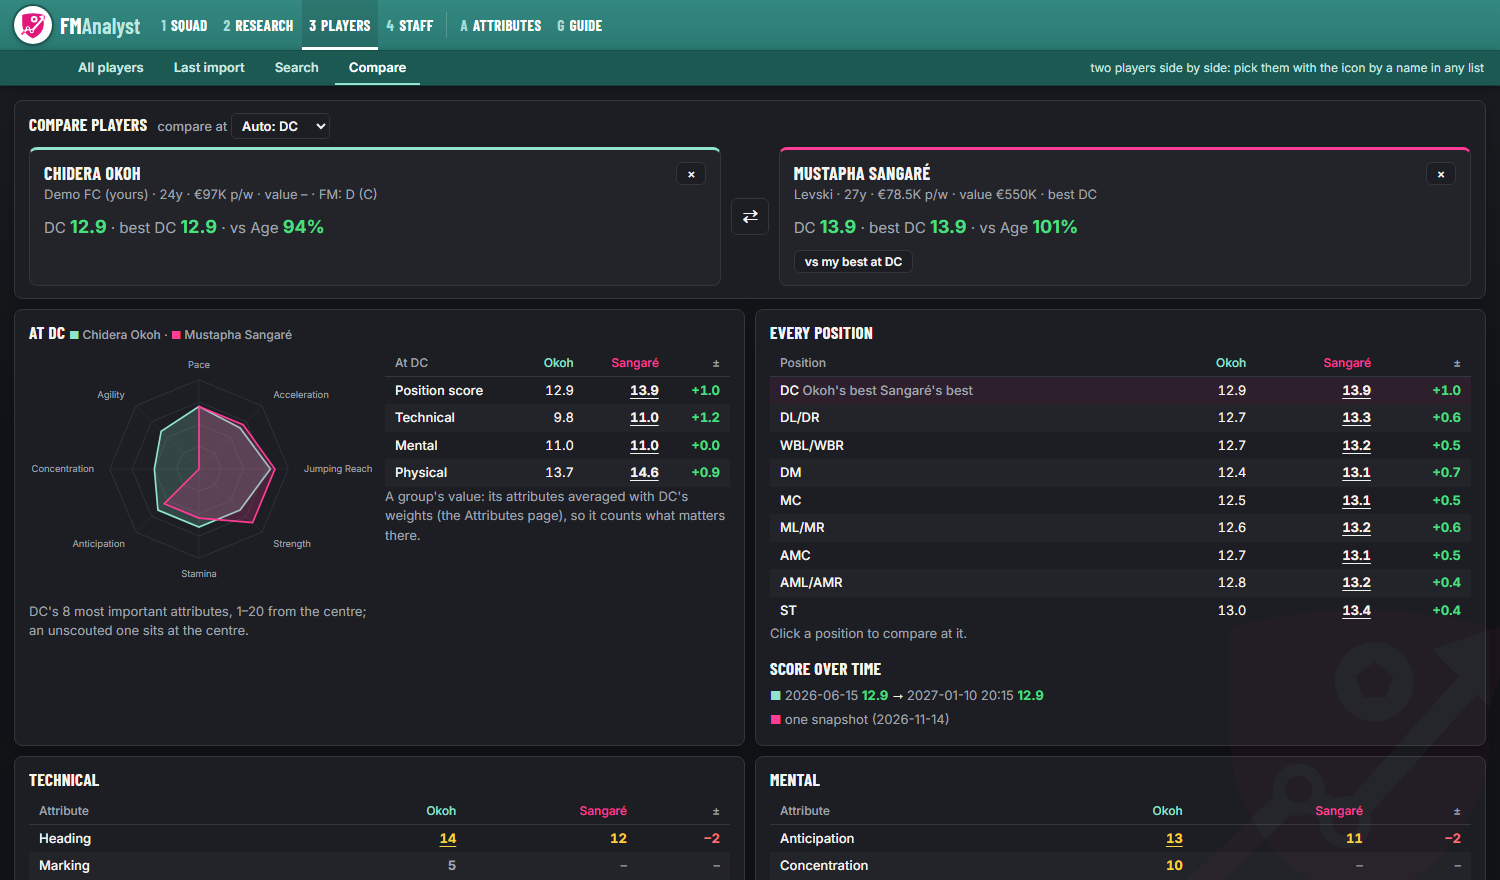 FMAnalyst
1 SQUAD
2 RESEARCH
3 PLAYERS
4 STAFF
A ATTRIBUTES
G GUIDE
All players
Last import
Search
Compare
two players side by side: pick them with the icon by a name in any list
COMPARE PLAYERS compare at Auto: DC
CHIDERA OKOH
×
Demo FC (yours) · 24y · €97K p/w · value – · FM: D (C)
DC 12.9 · best DC 12.9 · vs Age 94%
⇄
MUSTAPHA SANGARÉ
×
Levski · 27y · €78.5K p/w · value €550K · best DC
DC 13.9 · best DC 13.9 · vs Age 101%
vs my best at DC
AT DC Chidera Okoh · Mustapha Sangaré
Pace
Agility
Acceleration
Concentration
Jumping Reach
Anticipation
Strength
Stamina
DC's 8 most important attributes, 1–20 from the centre;
an unscouted one sits at the centre.
At DC Okoh Sangaré ±
Position score 12.9 13.9 +1.0
Technical 9.8 11.0 +1.2
Mental 11.0 11.0 +0.0
Physical 13.7 14.6 +0.9
A group's value: its attributes averaged with DC's
weights (the Attributes page), so it counts what matters
there.
EVERY POSITION
Position Okoh Sangaré ±
DC Okoh's best Sangaré's best 12.9 13.9 +1.0
DL/DR 12.7 13.3 +0.6
WBL/WBR 12.7 13.2 +0.5
DM 12.4 13.1 +0.7
MC 12.5 13.1 +0.5
ML/MR 12.6 13.2 +0.6
AMC 12.7 13.1 +0.5
AML/AMR 12.8 13.2 +0.4
ST 13.0 13.4 +0.4
Click a position to compare at it.
SCORE OVER TIME
2026-06-15 12.9 → 2027-01-10 20:15 12.9
one snapshot (2026-11-14)
TECHNICAL
Attribute Okoh Sangaré ±
Heading 14 12 −2
Marking 5 – –
MENTAL
Attribute Okoh Sangaré ±
Anticipation 13 11 −2
Concentration 10 – –